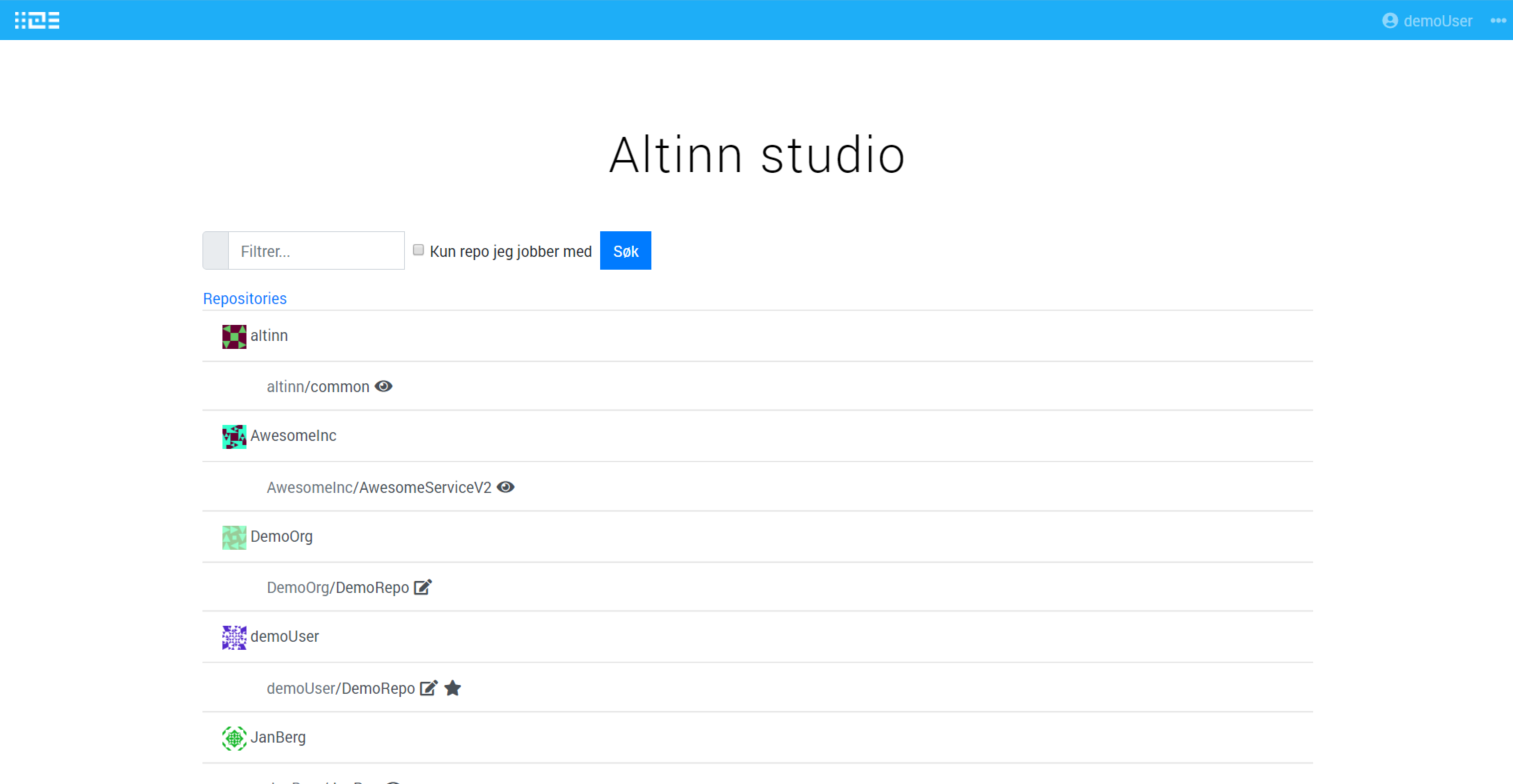 demoUser
Altinn studio
Filtrer... Kun repo jeg jobber med Søk
Repositories
altinn
altinn/common
AwesomeInc
AwesomeInc/AwesomeServiceV2
DemoOrg
DemoOrg/DemoRepo
demoUser
demoUser/DemoRepo
JanBerg